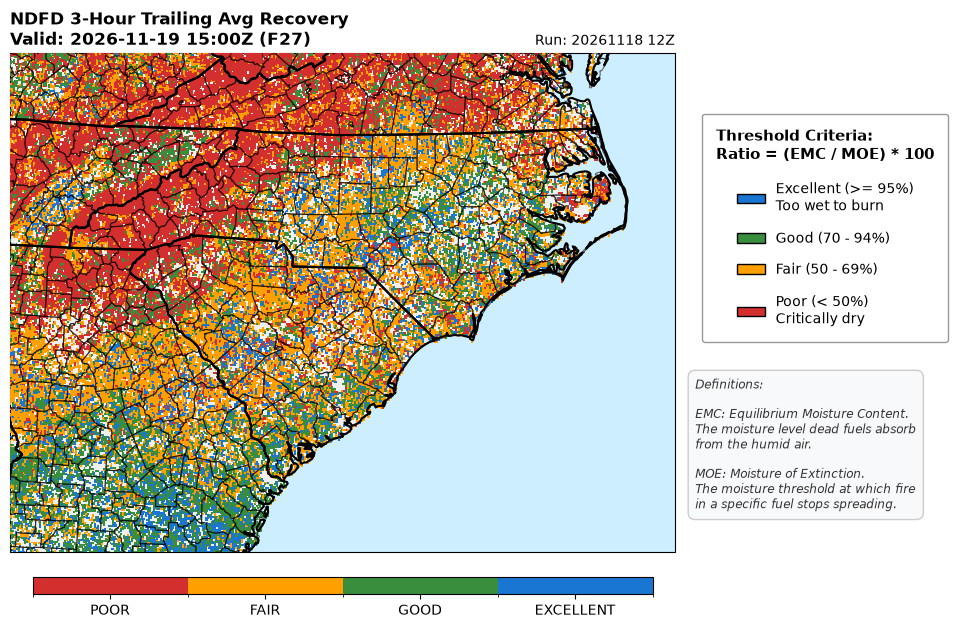 NDFD 3-Hour Trailing Avg Recovery
Valid: 2026-11-19 15:00Z (F27)
Run: 20261118 12Z
Threshold Criteria:
Ratio = (EMC / MOE) * 100
Excellent (>= 95%)
Too wet to burn
Good (70 - 94%)
Fair (50 - 69%)
Poor (< 50%)
Critically dry
Definitions:
EMC: Equilibrium Moisture Content.
The moisture level dead fuels absorb
from the humid air.
MOE: Moisture of Extinction.
The moisture threshold at which fire
in a specific fuel stops spreading.
POOR FAIR GOOD EXCELLENT